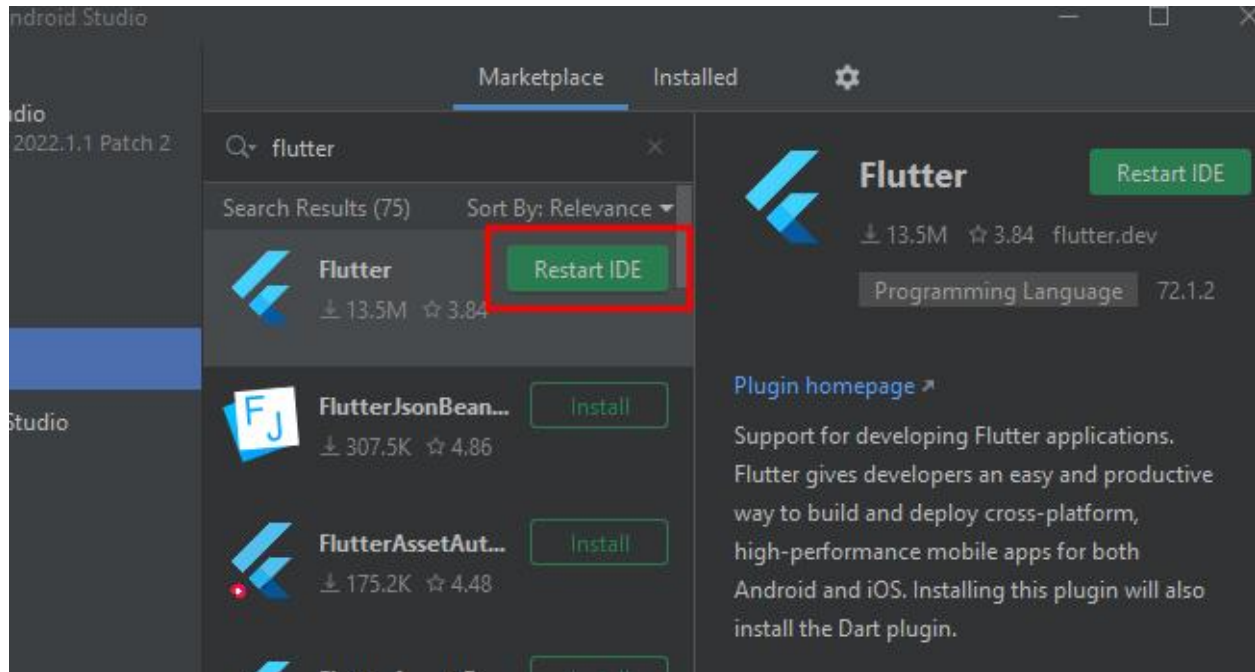 ndroid Studio
Marketplace Installed
dio
2022.1.1 Patch 2
Studio
flutter
Search Results (75) Sort By: Relevance
Flutter Restart IDE
13.5M 3.84
FlutterJsonBean... Install
307.5K 4.86
FlutterAssetAut... Install
175.2K 4.48
Flutter Restart IDE
13.5M 3.84 flutter.dev
Programming Language 72.1.2
Plugin homepage
Support for developing Flutter applications.
Flutter gives developers an easy and productive
way to build and deploy cross-platform,
high-performance mobile apps for both
Android and iOS. Installing this plugin will also
install the Dart plugin.